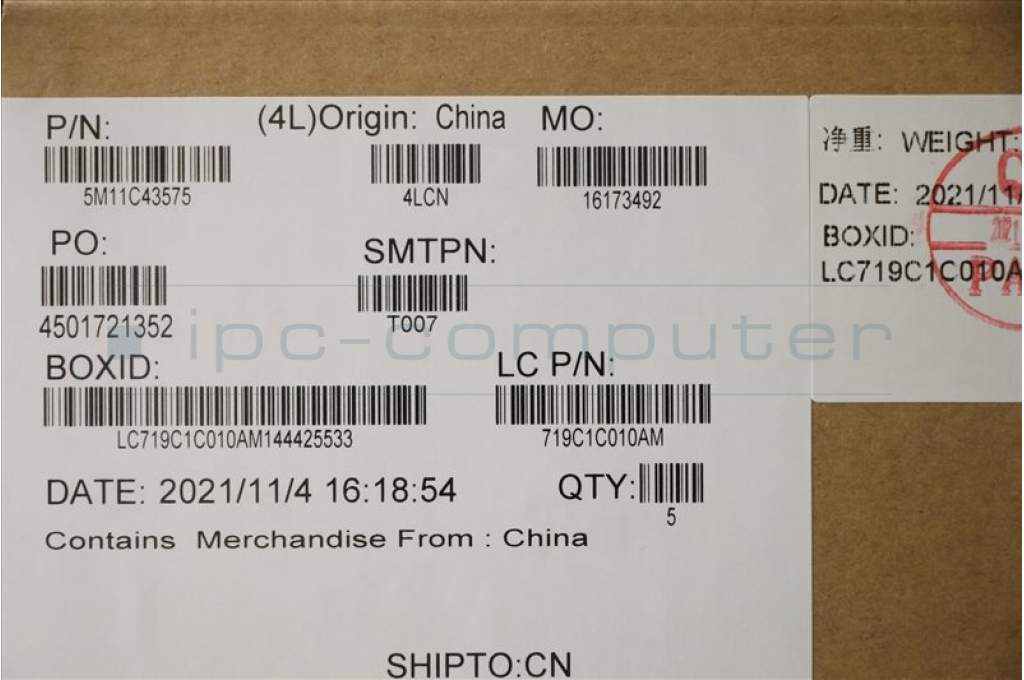 P/N:
(4L)Origin: China
MO:
5M11C43575
4LCN
16173492
PO:
SMTPN:
4501721352
T007
BOXID:
LC P/N:
LC719C1C010AM144425533
719C1C010AM
DATE: 2021/11/4 16:18:54
QTY:
5
Contains Merchandise From : China
SHIPTO:CN
净重: WEIGHT:
DATE: 2021/11/
BOXID:
LC719C1C010A
PA
ipc-computer